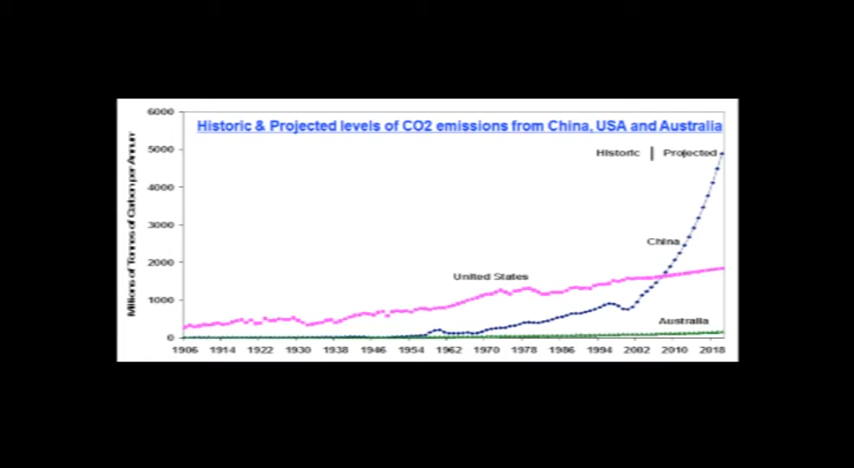 Historic & Projected levels of CO2 emissions from China, USA and Australia
Millions of Tonnes of Carbon per Annum
6000
5000
4000
3000
2000
1000
0
Historic | Projected
China
United States
Australia
1906 1914 1922 1930 1938 1946 1954 1962 1970 1978 1986 1994 2002 2010 2018